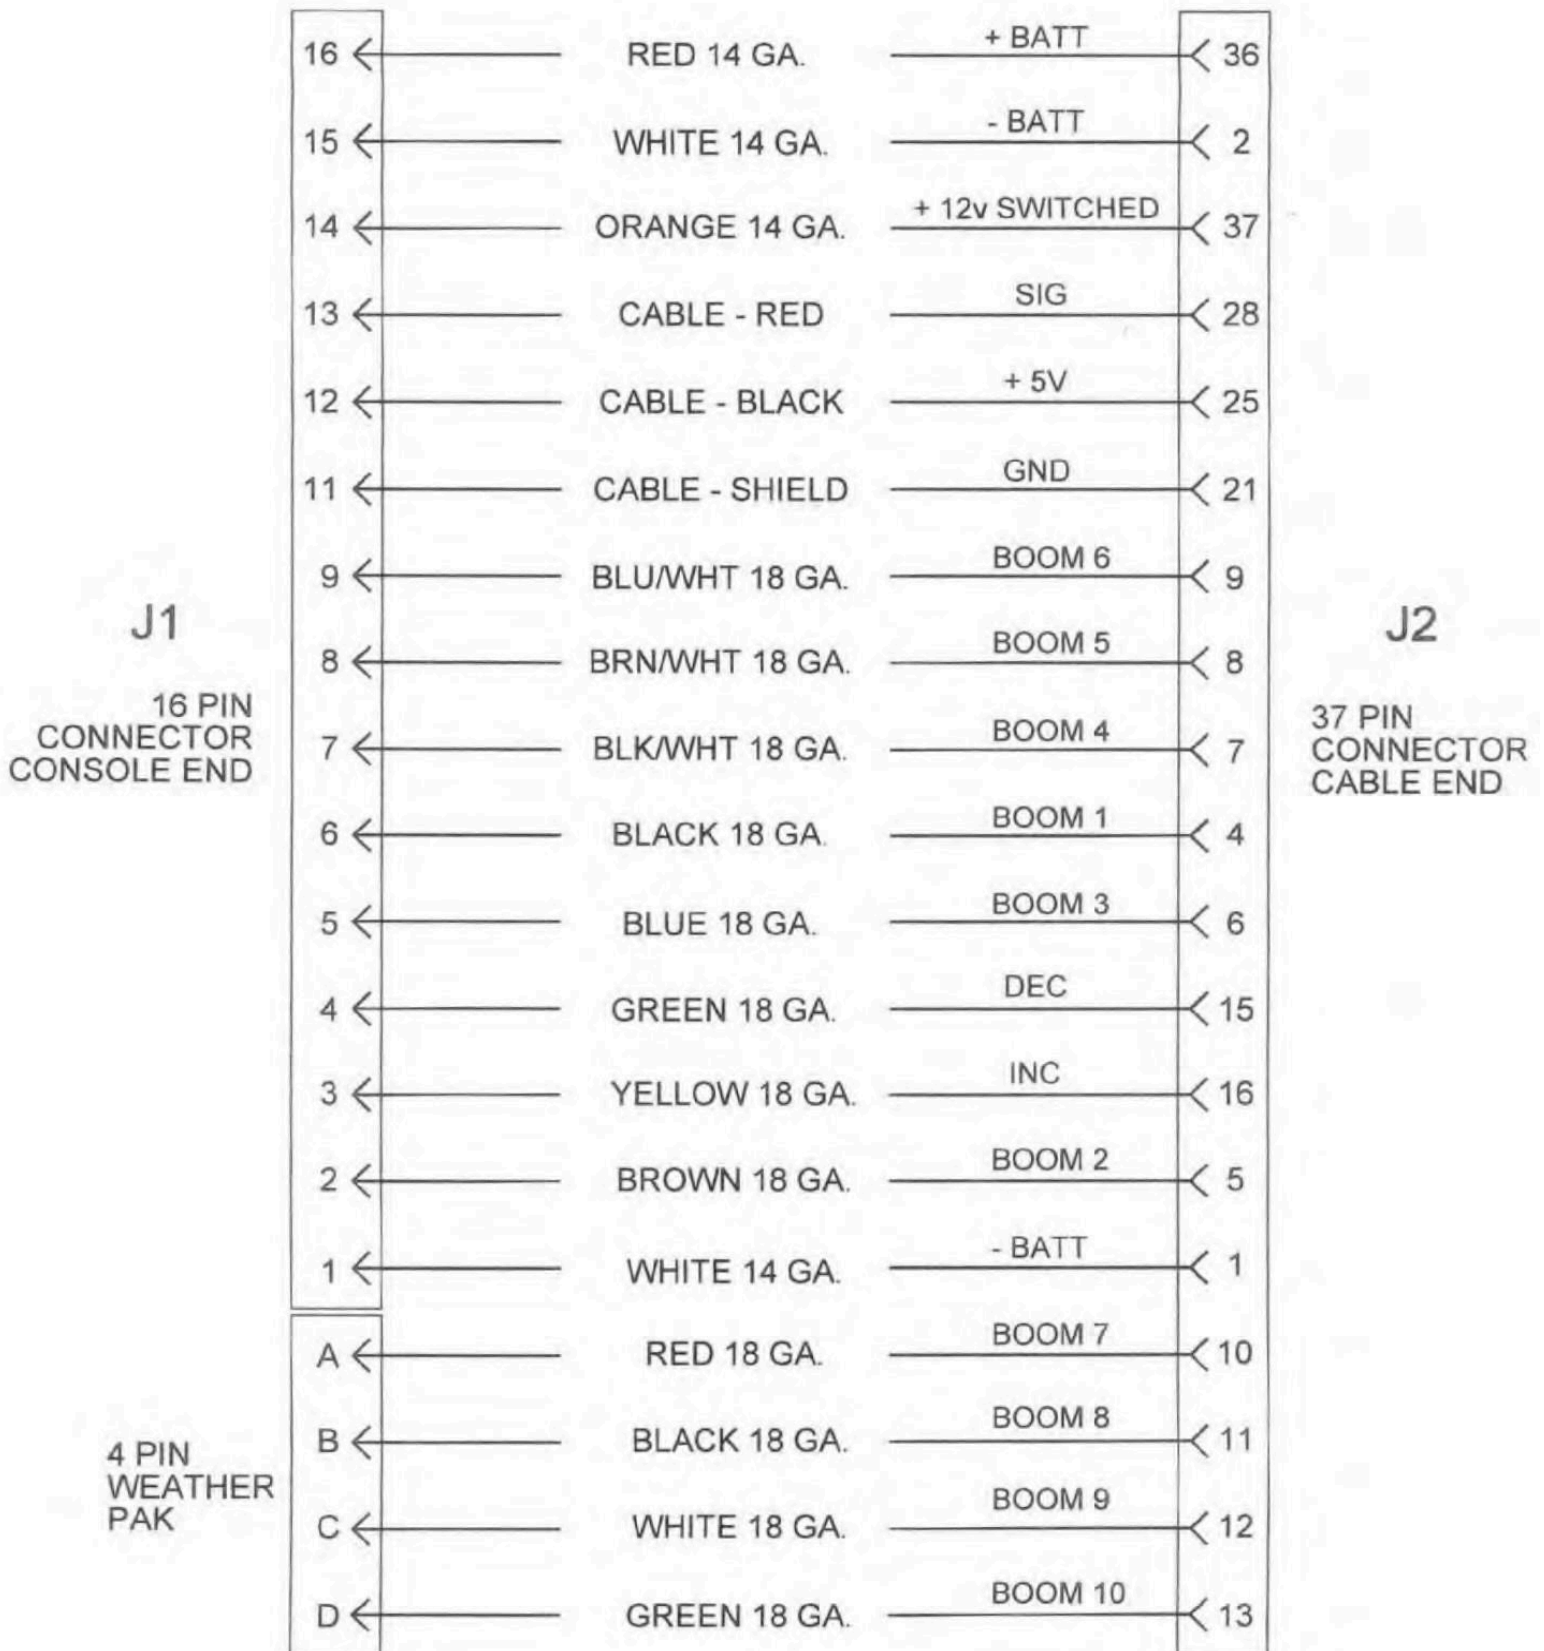 16 RED 14 GA. + BATT 36
15 WHITE 14 GA. - BATT 2
14 ORANGE 14 GA. + 12v SWITCHED 37
13 CABLE - RED SIG 28
12 CABLE - BLACK + 5V 25
11 CABLE - SHIELD GND 21
9 BLU/WHT 18 GA. BOOM 6 9
8 BRN/WHT 18 GA. BOOM 5 8
7 BLK/WHT 18 GA. BOOM 4 7
6 BLACK 18 GA. BOOM 1 4
5 BLUE 18 GA. BOOM 3 6
4 GREEN 18 GA. DEC 15
3 YELLOW 18 GA. INC 16
2 BROWN 18 GA. BOOM 2 5
1 WHITE 14 GA. - BATT 1
A RED 18 GA. BOOM 7 10
B BLACK 18 GA. BOOM 8 11
C WHITE 18 GA. BOOM 9 12
D GREEN 18 GA. BOOM 10 13
J1
16 PIN
CONNECTOR
CONSOLE END
4 PIN
WEATHER
PAK
J2
37 PIN
CONNECTOR
CABLE END